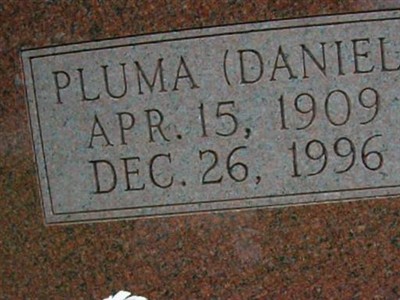 PLUMA (DANIEL
APR. 15, 1909
DEC. 26, 1996